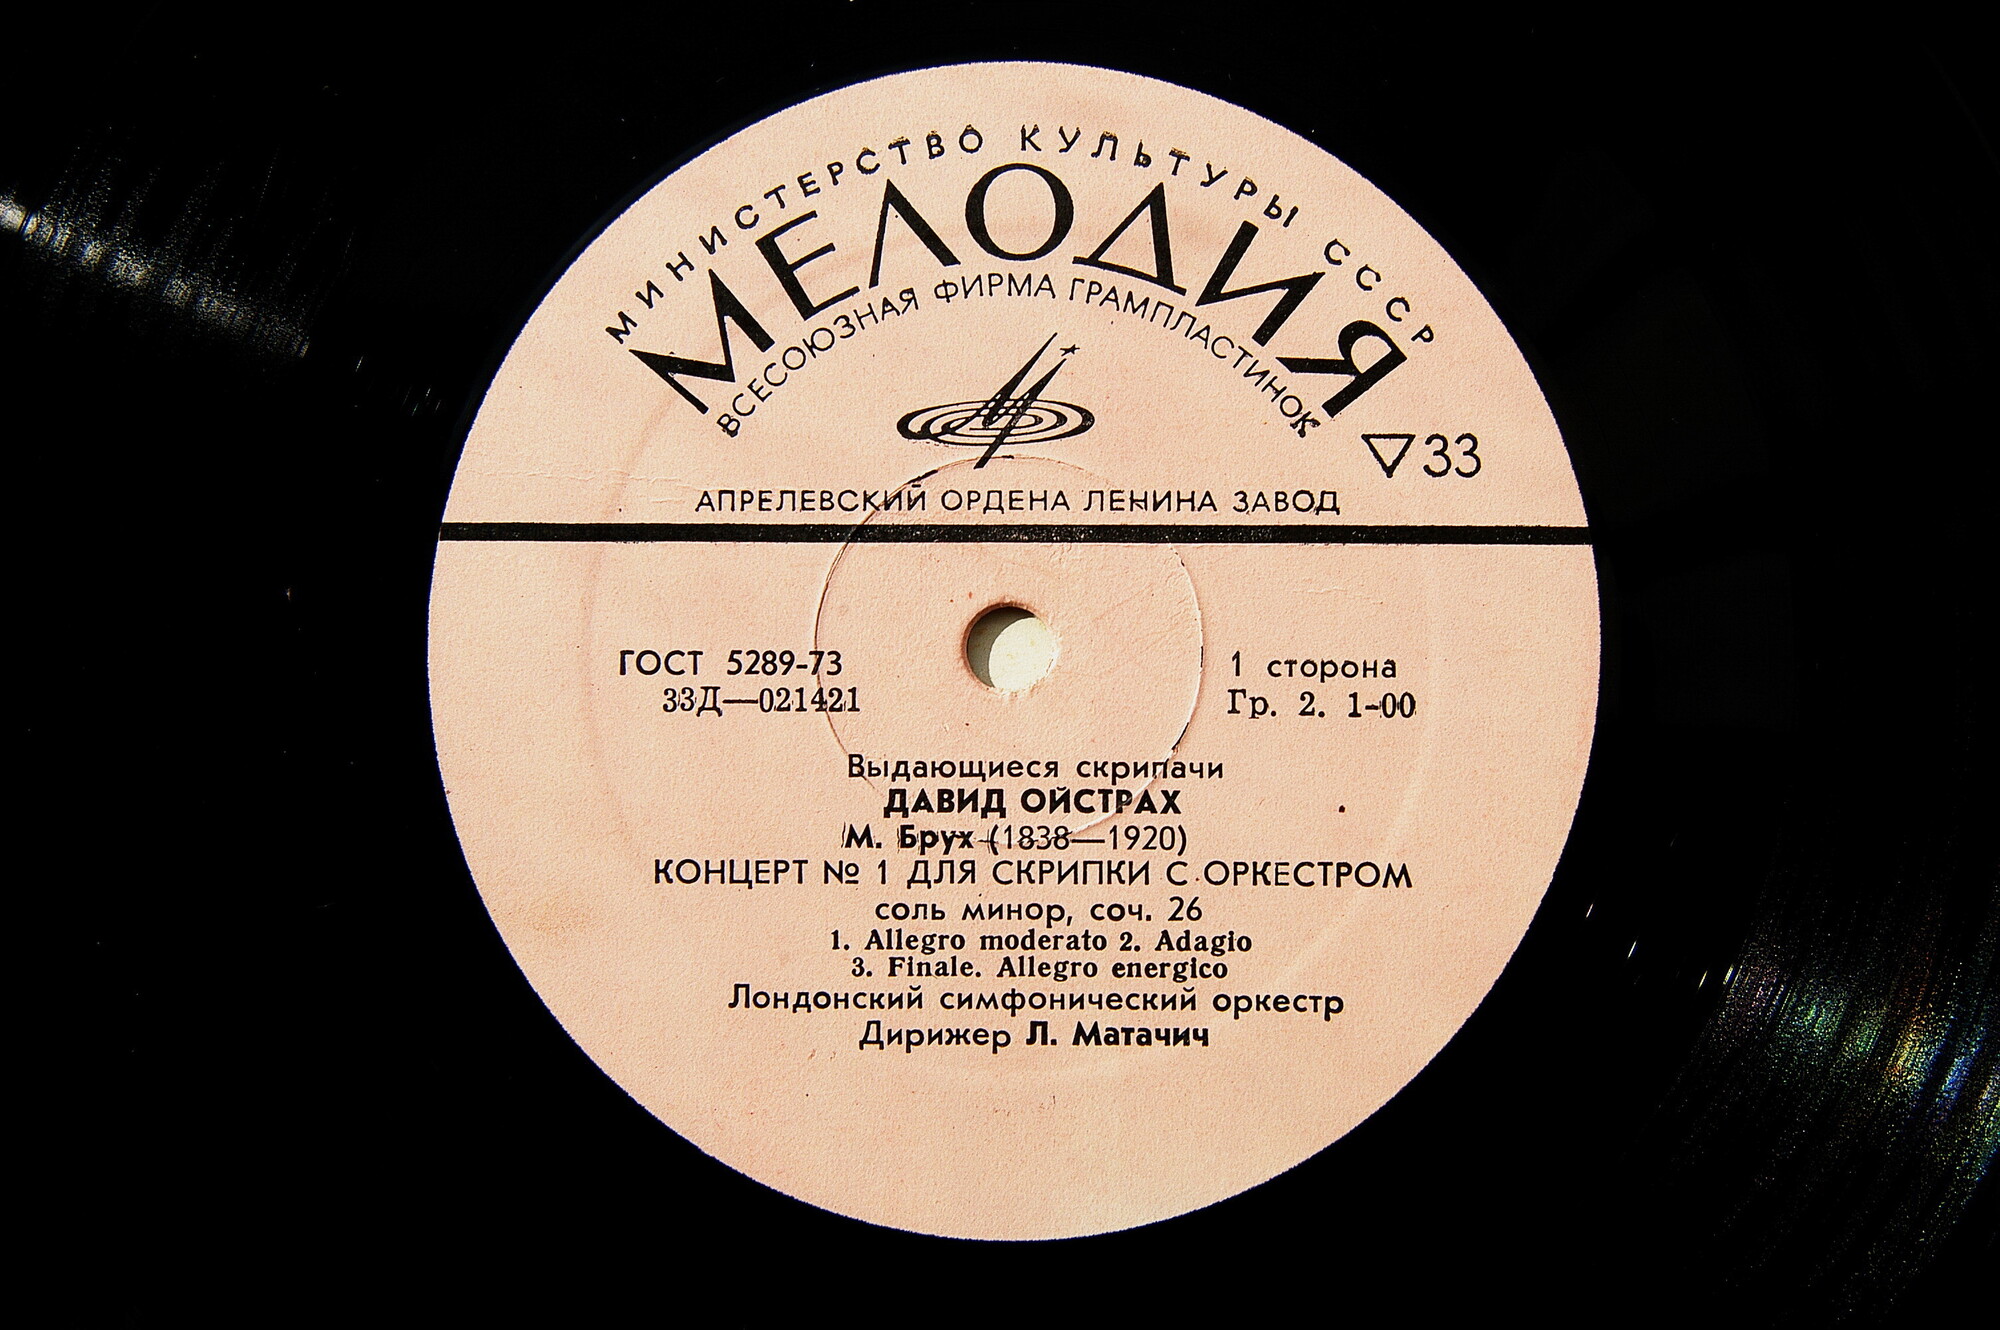 МИНИСТЕРСТВО КУЛЬТУРЫ СССР
МЕЛОДИЯ
ВСЕСОЮЗНАЯ ФИРМА ГРАМПЛАСТИНОК
▽33
АПРЕЛЕВСКИЙ ОРДЕНА ЛЕНИНА ЗАВОД
ГОСТ 5289-73
33Д—021421
1 сторона
Гр. 2. 1-00
Выдающиеся скрипачи
ДАВИД ОЙСТРАХ
М. Брух (1838—1920)
КОНЦЕРТ № 1 ДЛЯ СКРИПКИ С ОРКЕСТРОМ
соль минор, соч. 26
1. Allegro moderato 2. Adagio
3. Finale. Allegro energico
Лондонский симфонический оркестр
Дирижер Л. Матачич